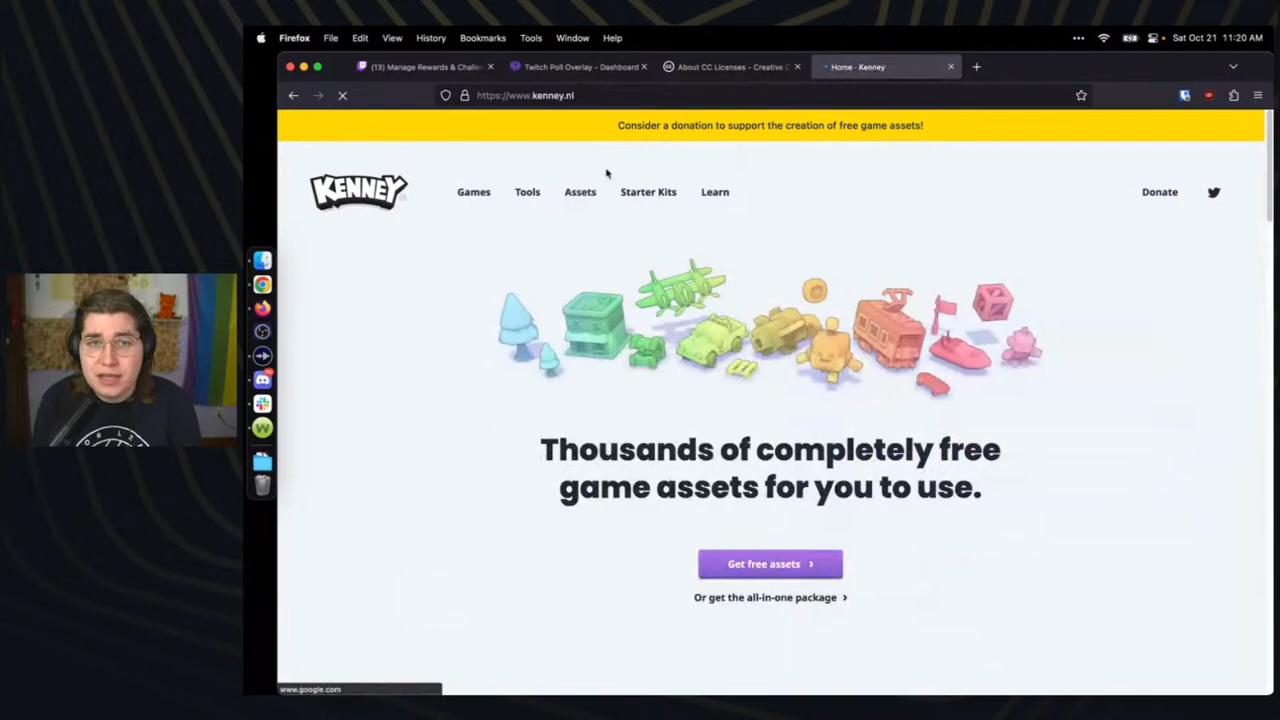 Firefox File Edit View History Bookmarks Tools Window Help
Sat Oct 21 11:20 AM
(13) Manage Rewards & Challe
Twitch Poll Overlay - Dashboard
About CC Licenses - Creative C
Home - Kenney
https://www.kenney.nl
Consider a donation to support the creation of free game assets!
KENNEY
Games Tools Assets Starter Kits Learn
Donate
Thousands of completely free
game assets for you to use.
Get free assets ›
Or get the all-in-one package ›
www.google.com